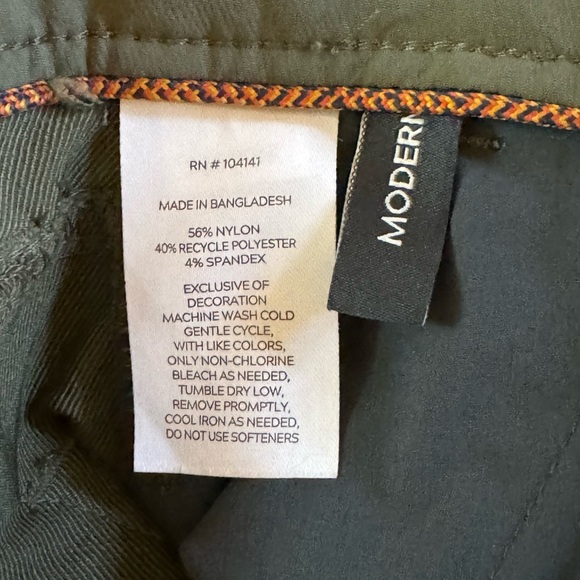 RN # 104141
MADE IN BANGLADESH
56% NYLON
40% RECYCLE POLYESTER
4% SPANDEX
EXCLUSIVE OF
DECORATION
MACHINE WASH COLD
GENTLE CYCLE,
WITH LIKE COLORS,
ONLY NON-CHLORINE
BLEACH AS NEEDED,
TUMBLE DRY LOW,
REMOVE PROMPTLY,
COOL IRON AS NEEDED,
DO NOT USE SOFTENERS
MODERN